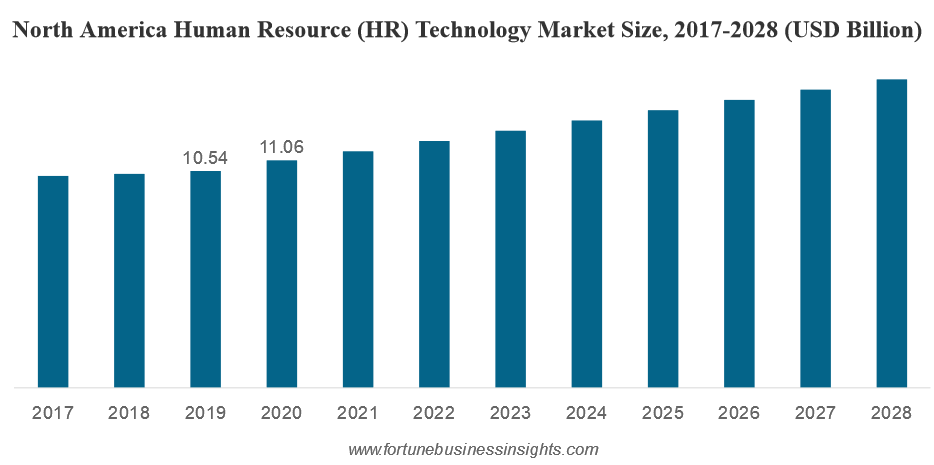 North America Human Resource (HR) Technology Market Size, 2017-2028 (USD Billion)
10.54
11.06
2017 2018 2019 2020 2021 2022 2023 2024 2025 2026 2027 2028
www.fortunebusinessinsights.com